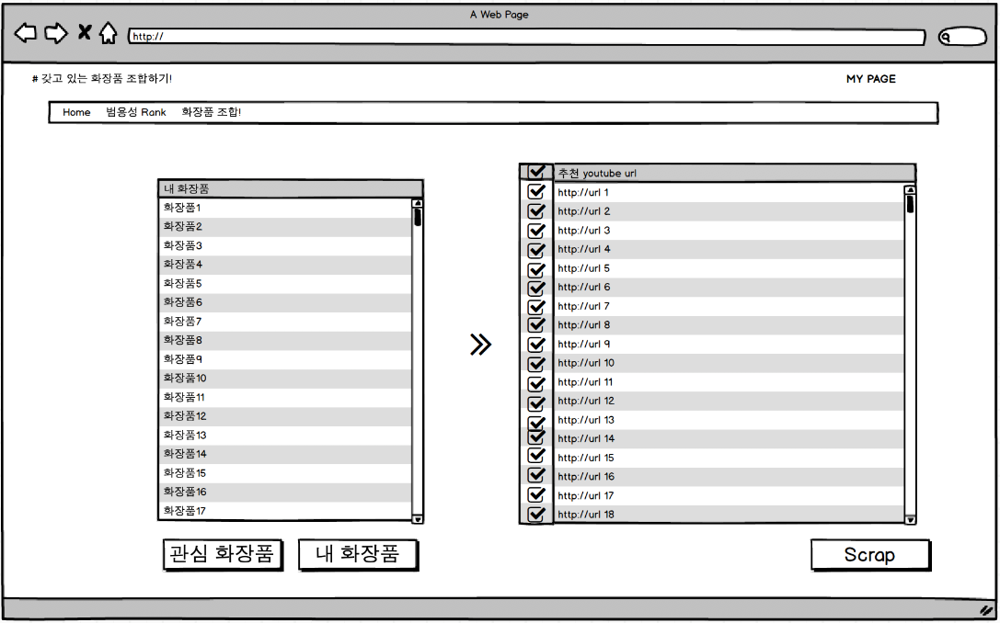 A Web Page
http://
# 갖고 있는 화장품 조합하기!
MY PAGE
Home 범용성 Rank 화장품 조합!
내 화장품
화장품1
화장품2
화장품3
화장품4
화장품5
화장품6
화장품7
화장품8
화장품9
화장품10
화장품11
화장품12
화장품13
화장품14
화장품15
화장품16
화장품17
관심 화장품
내 화장품
추천 youtube url
http://url 1
http://url 2
http://url 3
http://url 4
http://url 5
http://url 6
http://url 7
http://url 8
http://url 9
http://url 10
http://url 11
http://url 12
http://url 13
http://url 14
http://url 15
http://url 16
http://url 17
http://url 18
Scrap